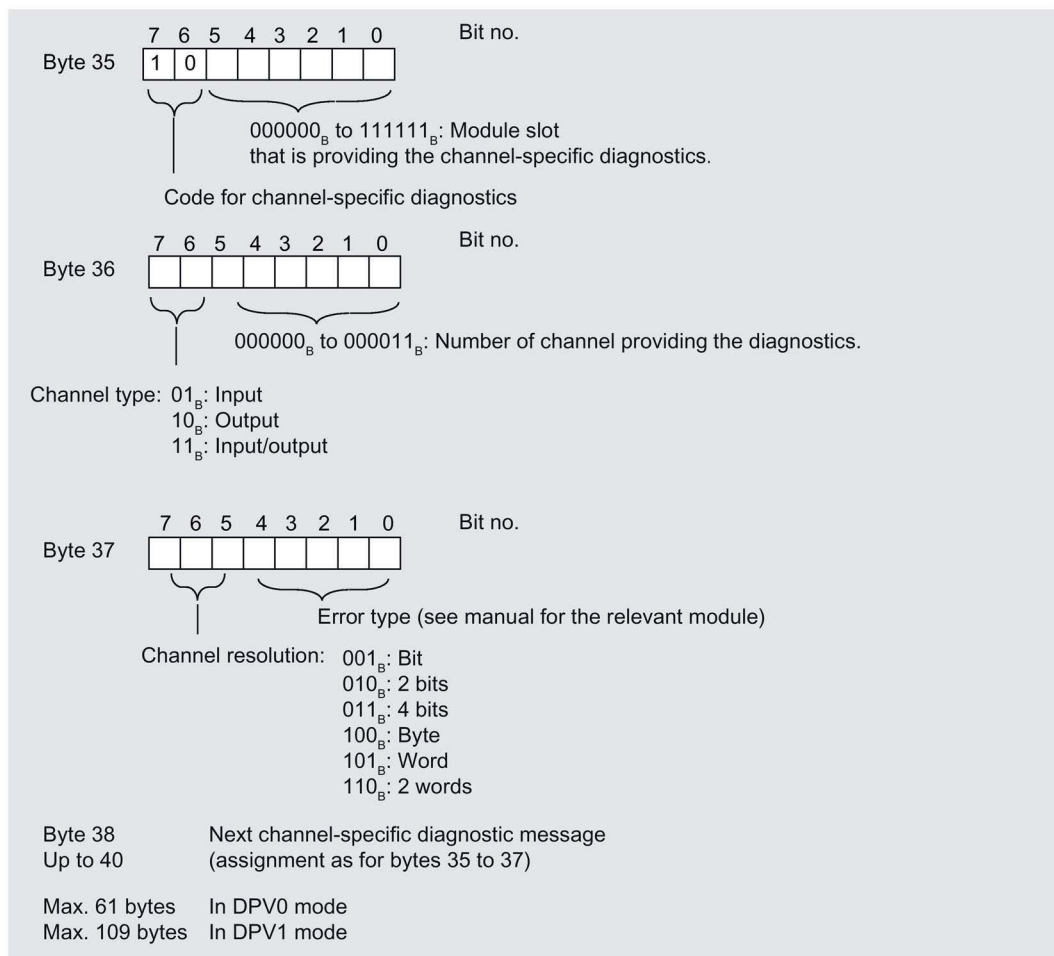 7 6 5 4 3 2 1 0 Bit no.
Byte 35 1 0
000000B to 111111B: Module slot
that is providing the channel-specific diagnostics.
Code for channel-specific diagnostics
7 6 5 4 3 2 1 0 Bit no.
Byte 36
000000B to 000011B: Number of channel providing the diagnostics.
Channel type: 01B: Input
10B: Output
11B: Input/output
7 6 5 4 3 2 1 0 Bit no.
Byte 37
Error type (see manual for the relevant module)
Channel resolution: 001B: Bit
010B: 2 bits
011B: 4 bits
100B: Byte
101B: Word
110B: 2 words
Byte 38 Next channel-specific diagnostic message
Up to 40 (assignment as for bytes 35 to 37)
Max. 61 bytes In DPV0 mode
Max. 109 bytes In DPV1 mode